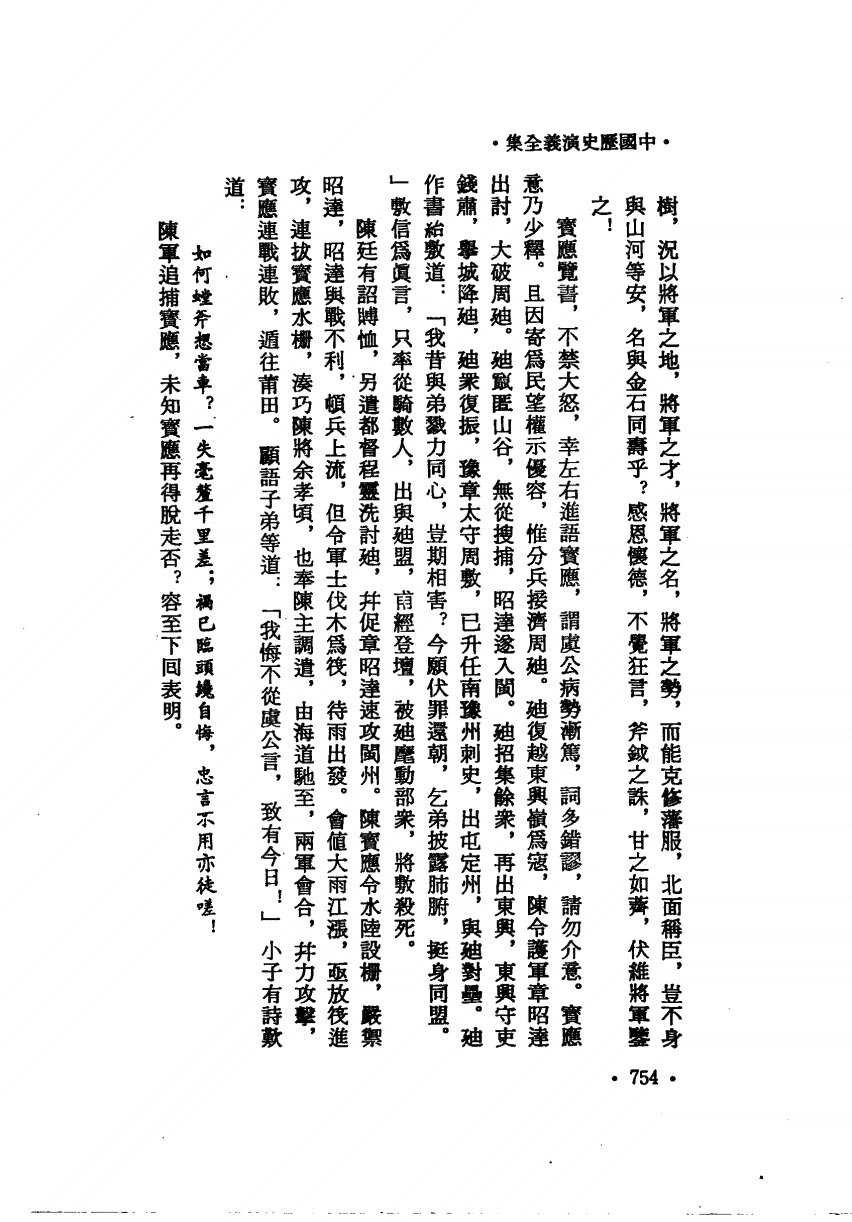 •中國歷史演義全集•
樹，況以將軍之地，將軍之才，將軍之名，將軍之勢，而能克修藩服，北面稱臣，豈不身
與山河等安，名與金石同壽乎？感恩懷德，不覺狂言，斧鉞之誅，甘之如薺，伏維將軍鑒
之！
寶應覽書，不禁大怒，幸左右進語寶應，謂虞公病勢漸篤，詞多錯謬，請勿介意。寶應
意乃少釋。且因寄為民望權示優容，惟分兵接濟周迪。迪復越東興嶺為寇，陳令護軍章昭達
出討，大破周迪。迪竄匿山谷，無從搜捕，昭達遂入閩。迪招集餘衆，再出東興，東興守吏
錢肅，舉城降迪，迪衆復振，豫章太守周敷，已升任南豫州刺史，出屯定州，與迪對壘。迪
作書紿敷道：「我昔與弟戮力同心，豈期相害？今願伏罪還朝，乞弟披露肺腑，挺身同盟。
」敷信爲眞言，只率從騎數人，出與迪盟，甫經登壇，被迪麾動部衆，將敷殺死。
陳廷有詔賻恤，另遣都督程靈洗討迪，幷促章昭達速攻閩州。陳寶應令水陸設柵，嚴禦
昭達，昭達與戰不利，頓兵上流，但令軍士伐木爲筏，待雨出發。會值大雨江漲，亟放筏進
攻，連拔寶應水柵，湊巧陳將余孝頃，也奉陳主調遣，由海道馳至，兩軍會合，幷力攻擊，
寶應連戰連敗，遁往莆田。顧語子弟等道：「我悔不從虞公言，致有今日！」小子有詩歎
道：
如何螳斧想當車？一失毫釐千里差；禍已臨頭纔自悔，忠言不用亦徒嗟！
陳軍追捕寶應，未知寶應再得脫走否？容至下回表明。
•754•